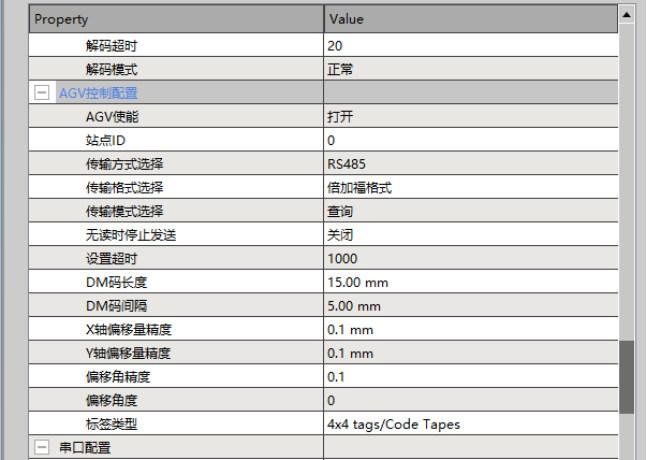 Property Value
解码超时 20
解码模式 正常
AGV控制配置
AGV使能 打开
站点ID 0
传输方式选择 RS485
传输格式选择 倍加福格式
传输模式选择 查询
无读时停止发送 关闭
设置超时 1000
DM码长度 15.00 mm
DM码间隔 5.00 mm
X轴偏移量精度 0.1 mm
Y轴偏移量精度 0.1 mm
偏移角精度 0.1
偏移角度 0
标签类型 4x4 tags/Code Tapes
串口配置